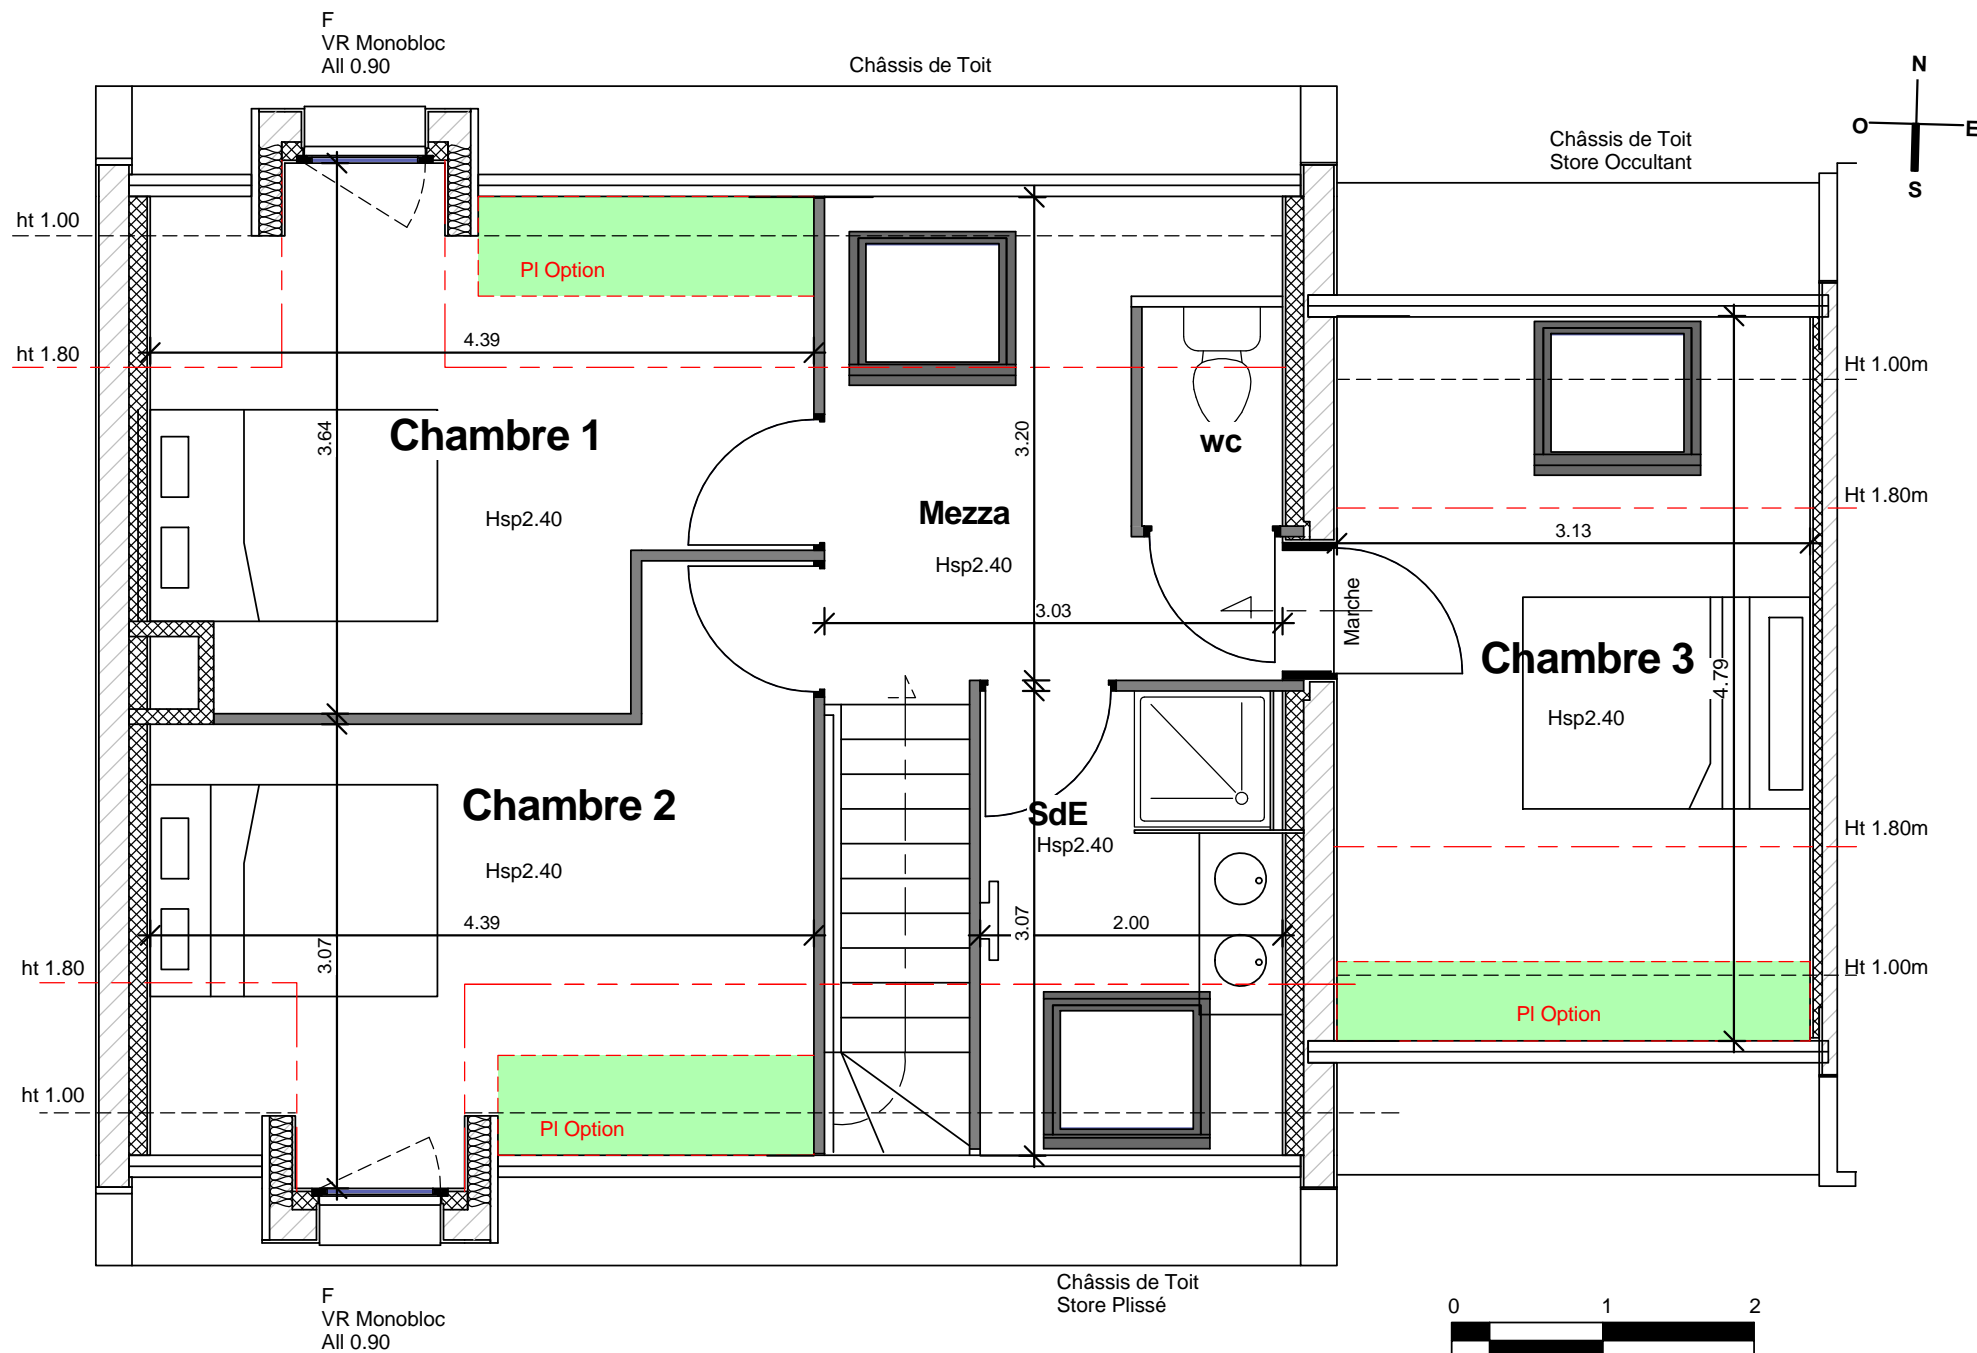 F
VR Monobloc
All 0.90
Châssis de Toit
N
O
E
S
Châssis de Toit
Store Occultant
ht 1.00
Pl Option
4.39
ht 1.80
Ht 1.00m
3.64
Chambre 1
3.20
wc
Hsp2.40
Mezza
Hsp2.40
Ht 1.80m
3.13
Marche
3.03
Chambre 3
4.79
Hsp2.40
Chambre 2
SdE
Hsp2.40
Hsp2.40
Ht 1.80m
4.39
3.07
3.07
2.00
ht 1.80
Ht 1.00m
Pl Option
ht 1.00
Pl Option
F
VR Monobloc
All 0.90
Châssis de Toit
Store Plissé
0
1
2